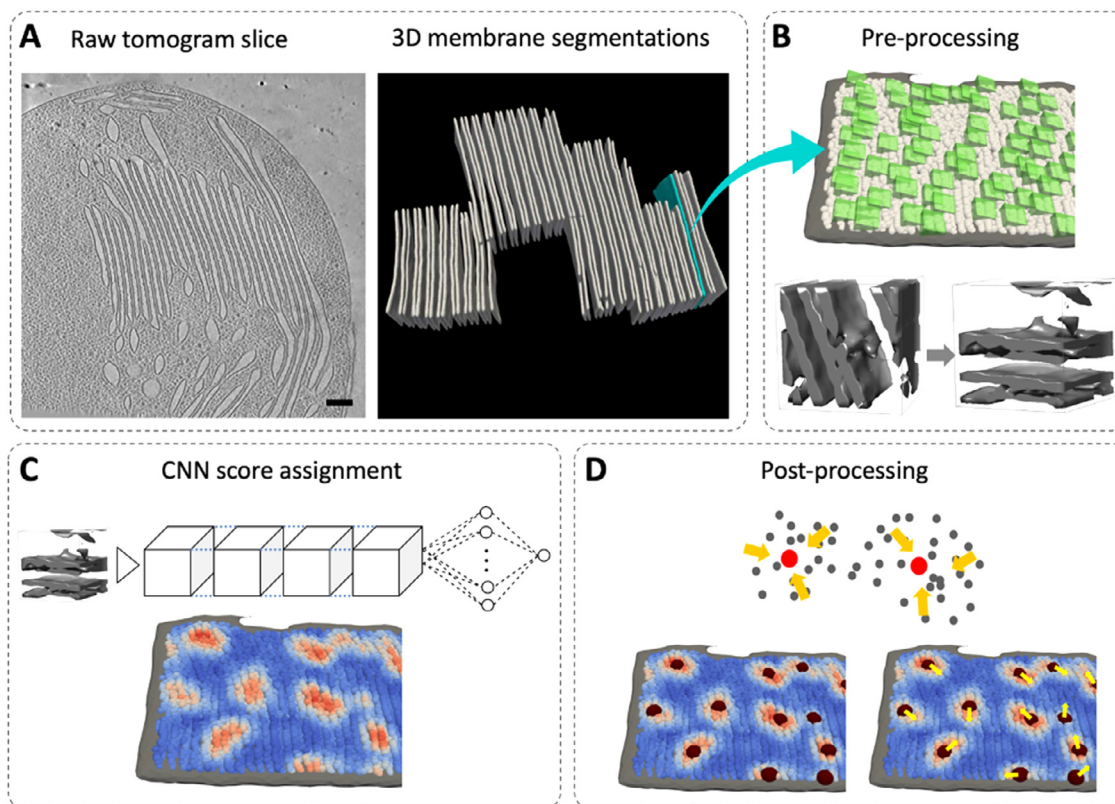 A
Raw tomogram slice
3D membrane segmentations
B
Pre-processing
C
CNN score assignment
D
Post-processing